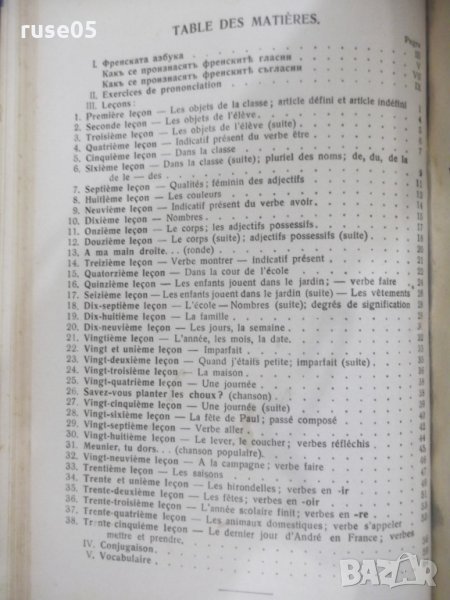 ruse05
TABLE DES MATIÈRES.
Pages
I. Френската азбука III
Какъ се произнасятъ френскитѣ гласни V
Какъ се произнасятъ френскитѣ съгласни VII
II. Exercices de prononciation IX
III. Leçons:
1. Première leçon — Les objets de la classe; article défini et article indéfini
2. Seconde leçon — Les objets de l'élève.
3. Troisième leçon — Les objets de l'élève (suite)
4. Quatrième leçon — Indicatif présent du verbe être
5. Cinquième leçon — Dans la classe
6. Sixième leçon — Dans la classe (suite); pluriel des noms; de, du, de la
de le — des
7. Septième leçon — Qualités; féminin des adjectifs
8. Huitième leçon — Les couleurs
9. Neuvième leçon — Indicatif présent du verbe avoir.
10. Dixième leçon — Nombres.
11. Onzième leçon — Le corps; les adjectifs possessifs.
12. Douzième leçon — Le corps (suite); adjectifs possessifs (suite)
13. A ma main droite... (ronde)
14. Treizième leçon — Verbe montrer — indicatif présent
15. Quatorzième leçon — Dans la cour de l'école
16. Quinzième leçon — Les enfants jouent dans le jardin; — verbe faire
17. Seizième leçon — Les enfants jouent dans le jardin (suite) — Les vêtements
18. Dix-septième leçon — L'école — Nombres (suite); degrés de signification
19. Dix-huitième leçon — La famille
20. Dix-neuvième leçon — Les jours, la semaine.
21. Vingtième leçon — L'année, les mois, la date.
22. Vingt et unième leçon — Imparfait
23. Vingt-deuxième leçon — Quand j'étais petite; imparfait (suite)
24. Vingt-troisième leçon — La maison.
25. Vingt-quatrième leçon — Une journée
26. Savez-vous planter les choux? (chanson)
27. Vingt-cinquième leçon — Une journée (suite)
28. Vingt-sixième leçon — La fête de Paul; passé composé
29. Vingt-septième leçon — Verbe aller
30. Vingt-huitième leçon — Le lever, le coucher; verbes réfléchis
31. Meunier, tu dors... (chanson populaire).
32. Vingt-neuvième leçon — A la campagne; verbe faire
33. Trentième leçon — Les saisons
34. Trente et unième leçon — Les hirondelles; verbes en -ir
35. Trente-deuxième leçon — Les fêtes; verbes en -oir
36. Trente-troisième leçon — L'année scolaire finit; verbes en -re
37. Trente-quatrième leçon — Les animaux domestiques; verbe s'appeler
38. Trente cinquième leçon — Le dernier jour d'André en France; verbes
mettre et prendre.
IV. Conjugaison.
V. Vocabulaire.
BAZAR
bg